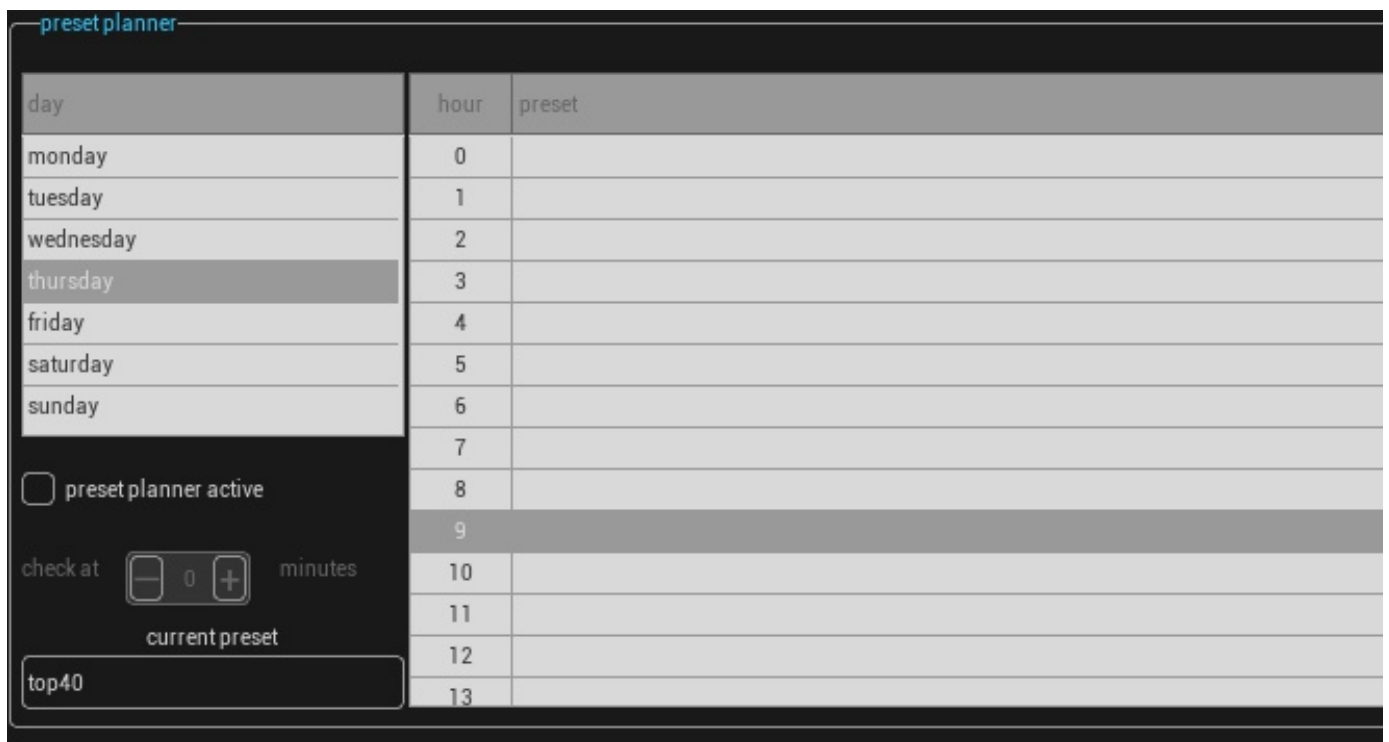 preset planner
day
monday
tuesday
wednesday
thursday
friday
saturday
sunday
preset planner active
check at 0 minutes
current preset
top40
hour preset
0
1
2
3
4
5
6
7
8
9
10
11
12
13